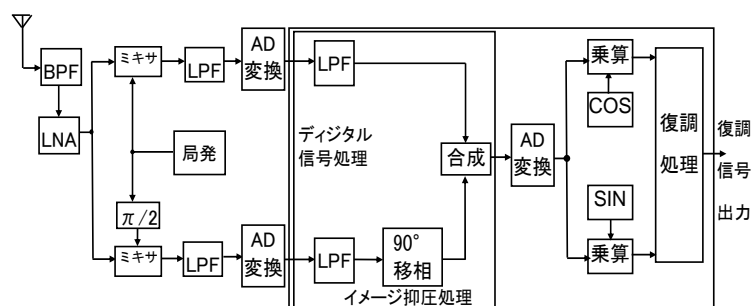 BPF
LNA
ミキサ
LPF
AD
変換
LPF
局発
π/2
ミキサ
LPF
AD
変換
LPF
90°
移相
イメージ抑圧処理
ディジタル
信号処理
合成
AD
変換
乗算
COS
SIN
乗算
復調
処理
復調
信号
出力